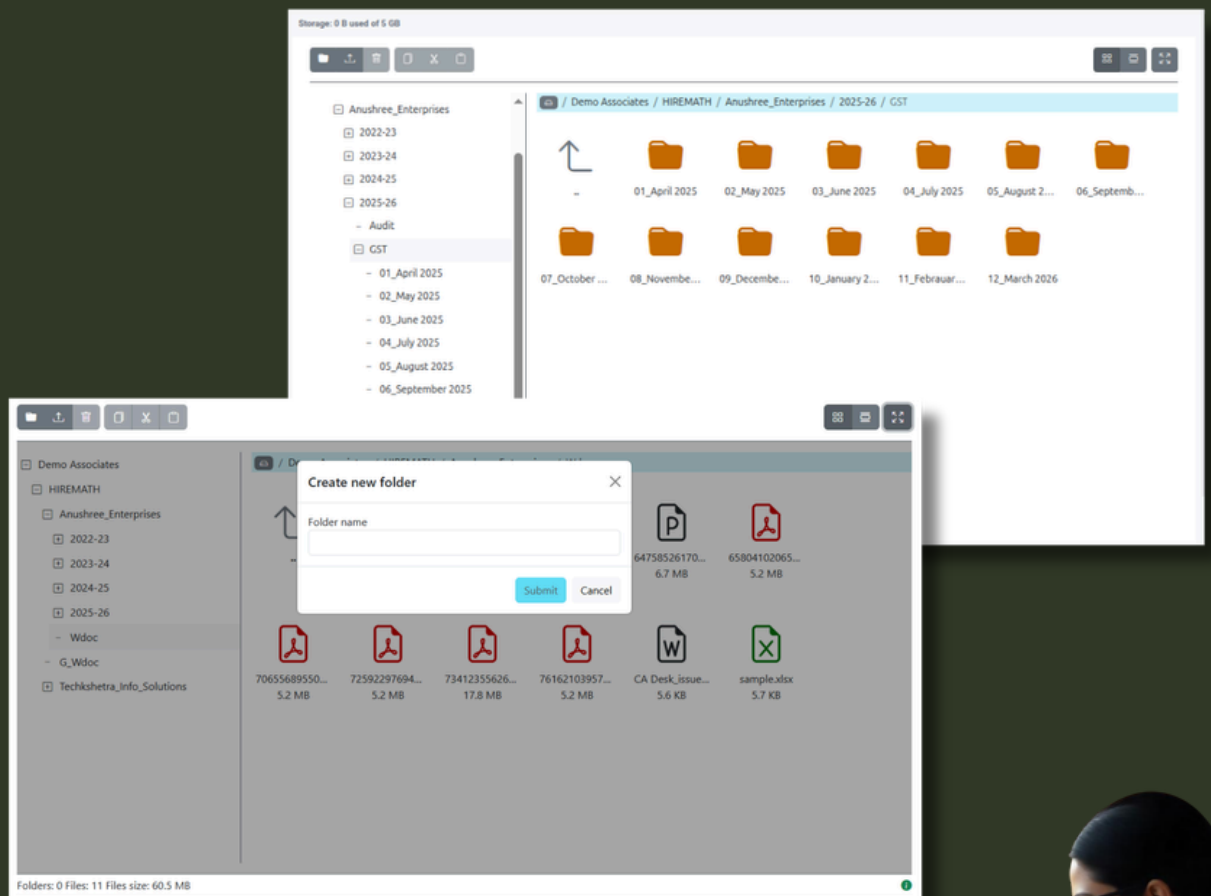 Storage: 0 B used of 5 GB
/ Demo Associates / HIREMATH / Anushree_Enterprises / 2025-26 / GST
Anushree_Enterprises
2022-23
2023-24
2024-25
2025-26
Audit
GST
01_April 2025
02_May 2025
03_June 2025
04_July 2025
05_August 2025
06_September 2025
..
01_April 2025
02_May 2025
03_June 2025
04_July 2025
05_August 2...
06_Septemb...
07_October ...
08_Novembe...
09_Decembe...
10_January 2...
11_Febrauar...
12_March 2026
Demo Associates
HIREMATH
Anushree_Enterprises
2022-23
2023-24
2024-25
2025-26
Wdoc
G_Wdoc
Techkshetra_Info_Solutions
Create new folder
Folder name
Submit Cancel
64758526170...
6.7 MB
65804102065...
5.2 MB
70655689550...
5.2 MB
72592297694...
5.2 MB
73412355626...
17.8 MB
76162103957...
5.2 MB
CA Desk_issue...
5.6 KB
sample.xlsx
5.7 KB
Folders: 0 Files: 11 Files size: 60.5 MB